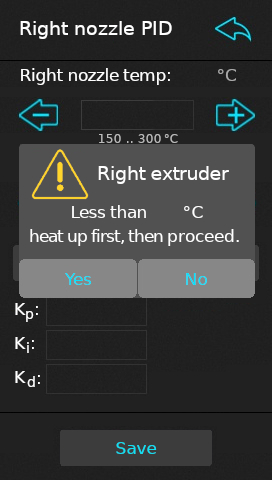 Right nozzle PID
Right nozzle temp: °C
150 .. 300 °C
Right extruder
Less than °C
heat up first, then proceed.
Yes No
Kp:
Ki:
Kd:
Save